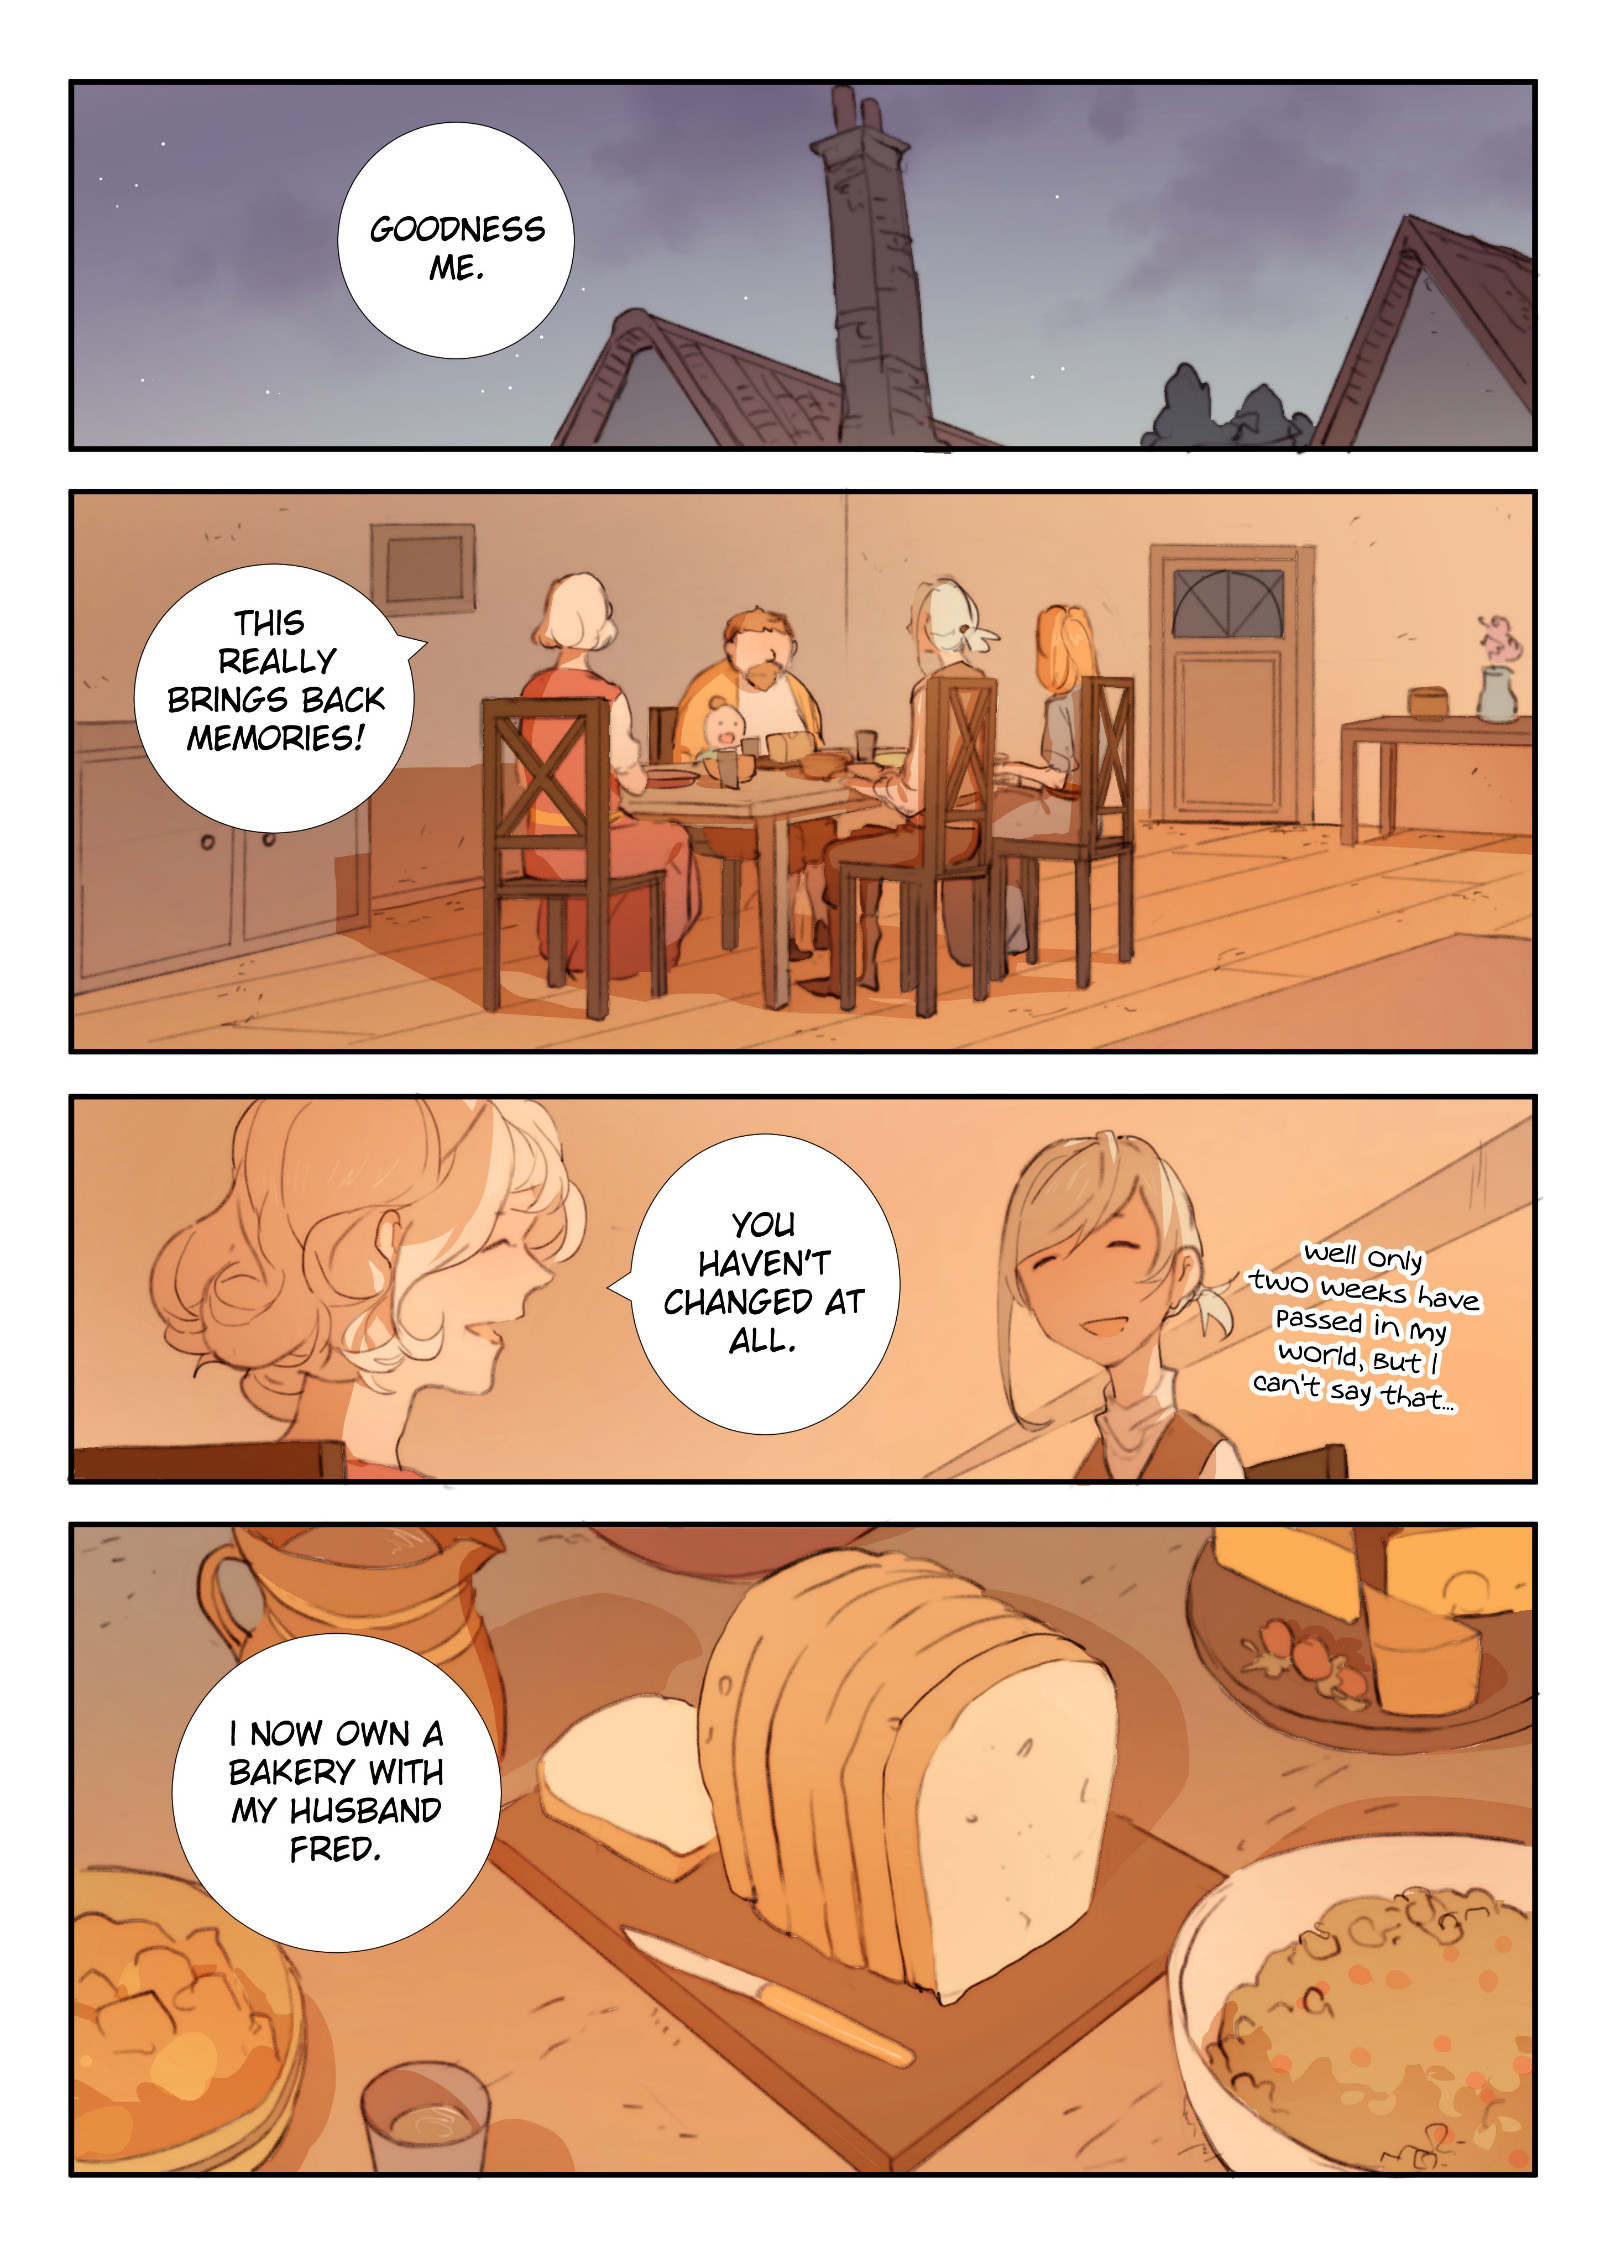 GOODNESS
ME.
THIS
REALLY
BRINGS BACK
MEMORIES!
YOU
HAVEN'T
CHANGED AT
ALL.
well only
two weeks have
passed in my
world, but I
can't say that...
I NOW OWN A
BAKERY WITH
MY HUSBAND
FRED.